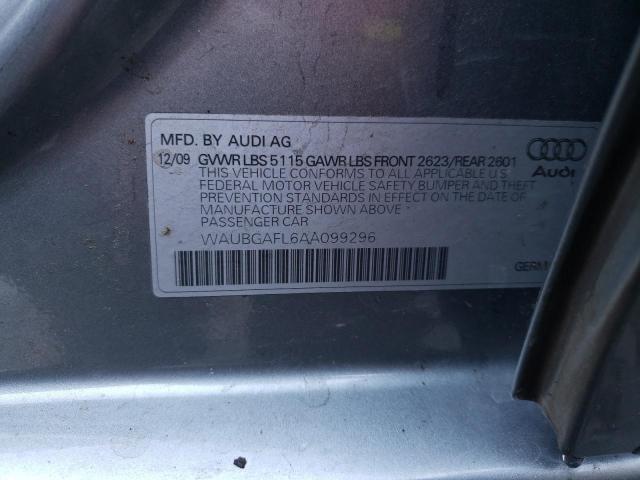 MFD. BY AUDI AG
12/09 GVWR LBS 5115 GAWR LBS FRONT 2623/REAR 2601
THIS VEHICLE CONFORMS TO ALL APPLICABLE U.S.
FEDERAL MOTOR VEHICLE SAFETY BUMPER AND THEFT
PREVENTION STANDARDS IN EFFECT ON THE DATE OF
MANUFACTURE SHOWN ABOVE
PASSENGER CAR
WAUBGAFL6AA099296
Audi
GERM